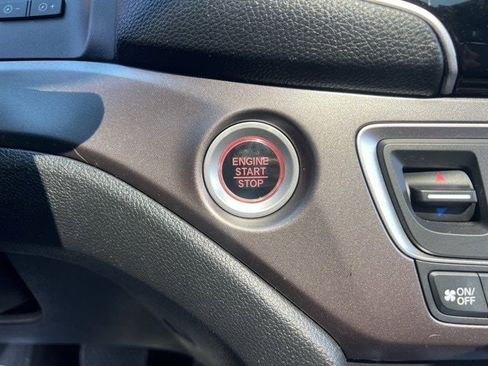 ENGINE
START
STOP
ON/
OFF